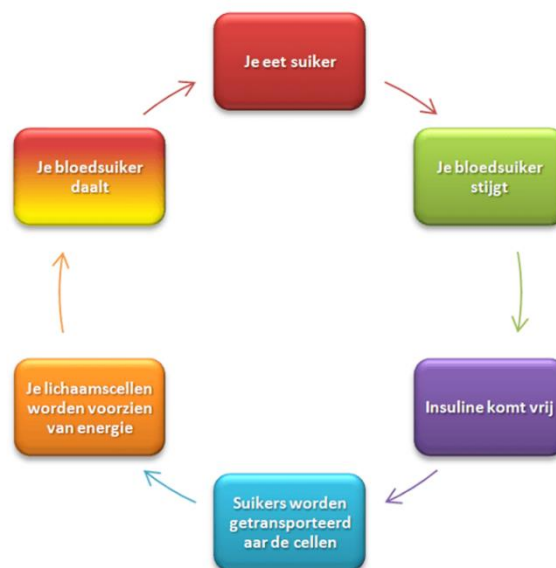 Je eet suiker
Je bloedsuiker
stijgt
Insuline komt vrij
Suikers worden
getransporteerd
aar de cellen
Je lichaamscellen
worden voorzien
van energie
Je bloedsuiker
daalt